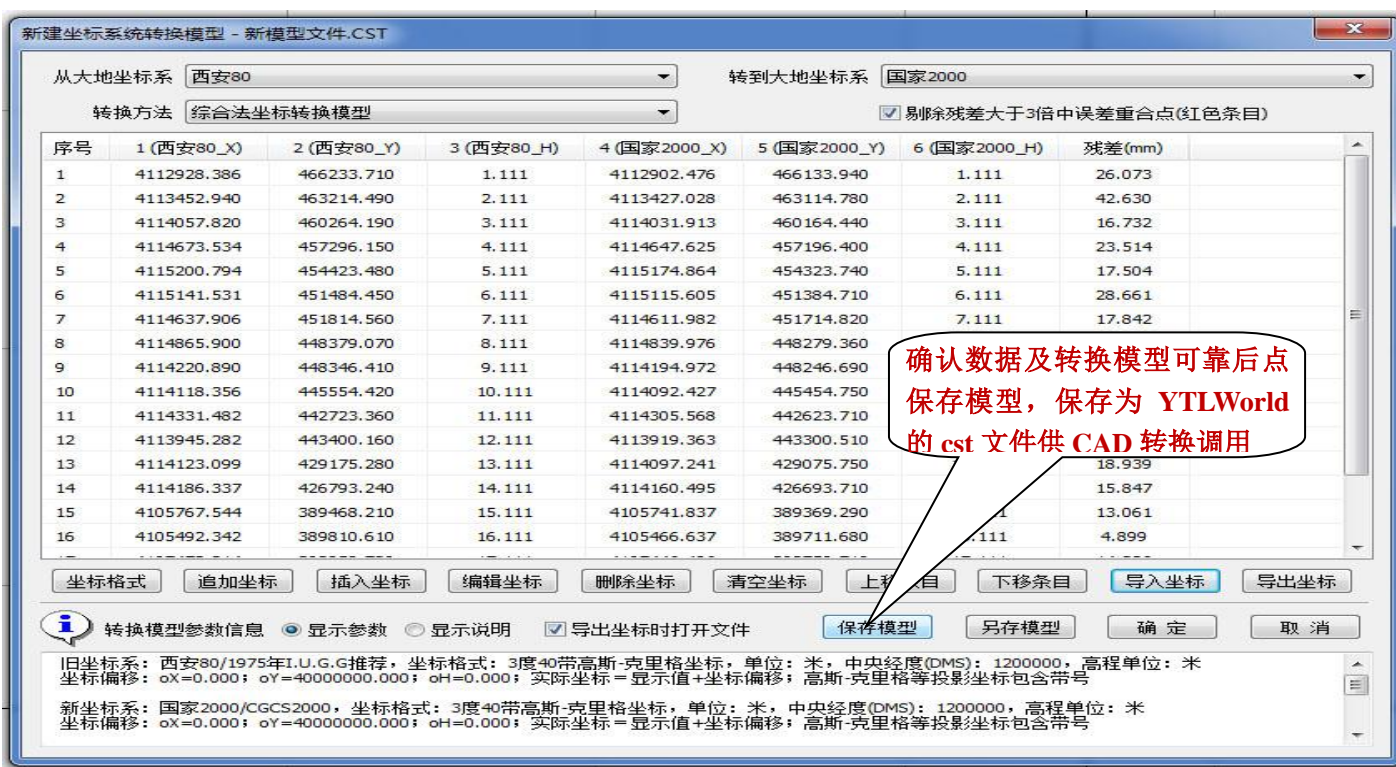 新建坐标系统转换模型 - 新模型文件.CST
从大地坐标系 西安80 转到大地坐标系 国家2000
转换方法 综合法坐标转换模型 剔除残差大于3倍中误差重合点(红色条目)
序号 1 (西安80_X) 2 (西安80_Y) 3 (西安80_H) 4 (国家2000_X) 5 (国家2000_Y) 6 (国家2000_H) 残差(mm)
1 4112928.386 466233.710 1.111 4112902.476 466133.940 1.111 26.073
2 4113452.940 463214.490 2.111 4113427.028 463114.780 2.111 42.630
3 4114057.820 460264.190 3.111 4114031.913 460164.440 3.111 16.732
4 4114673.534 457296.150 4.111 4114647.625 457196.400 4.111 23.514
5 4115200.794 454423.480 5.111 4115174.864 454323.740 5.111 17.504
6 4115141.531 451484.450 6.111 4115115.605 451384.710 6.111 28.661
7 4114637.906 451814.560 7.111 4114611.982 451714.820 7.111 17.842
8 4114865.900 448379.070 8.111 4114839.976 448279.360
9 4114220.890 448346.410 9.111 4114194.972 448246.690
10 4114118.356 445554.420 10.111 4114092.427 445454.750
11 4114331.482 442723.360 11.111 4114305.568 442623.710
12 4113945.282 443400.160 12.111 4113919.363 443300.510
13 4114123.099 429175.280 13.111 4114097.241 429075.750 18.939
14 4114186.337 426793.240 14.111 4114160.495 426693.710 15.847
15 4105767.544 389468.210 15.111 4105741.837 389369.290 13.061
16 4105492.342 389810.610 16.111 4105466.637 389711.680 .111 4.899
确认数据及转换模型可靠后点
保存模型，保存为 YTLWorld
的 cst 文件供 CAD 转换调用
坐标格式 追加坐标 插入坐标 编辑坐标 删除坐标 清空坐标 上移条目 下移条目 导入坐标 导出坐标
转换模型参数信息 显示参数 显示说明 导出坐标时打开文件 保存模型 另存模型 确 定 取 消
旧坐标系：西安80/1975年I.U.G.G推荐，坐标格式：3度40带高斯-克里格坐标，单位：米，中央经度(DMS)：1200000，高程单位：米
坐标偏移：oX=0.000；oY=40000000.000；oH=0.000；实际坐标＝显示值+坐标偏移；高斯-克里格等投影坐标包含带号
新坐标系：国家2000/CGCS2000，坐标格式：3度40带高斯-克里格坐标，单位：米，中央经度(DMS)：1200000，高程单位：米
坐标偏移：oX=0.000；oY=40000000.000；oH=0.000；实际坐标＝显示值+坐标偏移；高斯-克里格等投影坐标包含带号